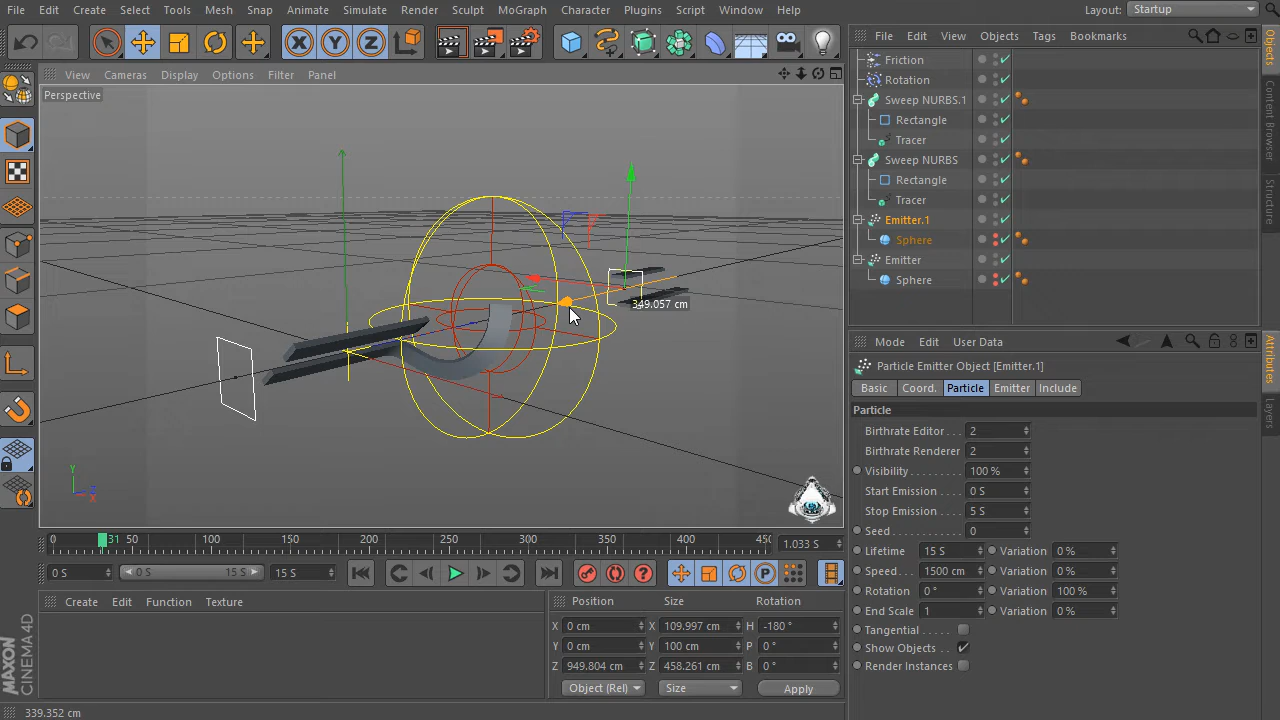 File Edit Create Select Tools Mesh Snap Animate Simulate Render Sculpt MoGraph Character Plugins Script Window Help Layout: Startup
View Cameras Display Options Filter Panel
Perspective
349.057 cm
File Edit View Objects Tags Bookmarks
Friction
Rotation
Sweep NURBS.1
Rectangle
Tracer
Sweep NURBS
Rectangle
Tracer
Emitter.1
Sphere
Emitter
Sphere
Objects
Content Browser
Structure
Mode Edit User Data
Particle Emitter Object [Emitter.1]
Basic Coord. Particle Emitter Include
Particle
Birthrate Editor . . . 2
Birthrate Renderer 2
Visibility . . . . . . . . . 100 %
Start Emission . . . . 0 S
Stop Emission . . . . 5 S
Seed . . . . . . . . . . . . 0
Lifetime 15 S Variation 0 %
Speed. . . 1500 cm Variation 0 %
Rotation 0 ° Variation 100 %
End Scale 1 Variation 0 %
Tangential . . . . . .
Show Objects . .
Render Instances
Attributes
Layers
Y
Z
X
0 31 50 100 150 200 250 300 350 400 45(
1.033 S
0 S 0 S 15 S 15 S
Create Edit Function Texture
Position Size Rotation
X 0 cm X 109.997 cm H -180 °
Y 0 cm Y 100 cm P 0 °
Z 949.804 cm Z 458.261 cm B 0 °
Object (Rel) Size Apply
MAXON
CINEMA 4D
339.352 cm